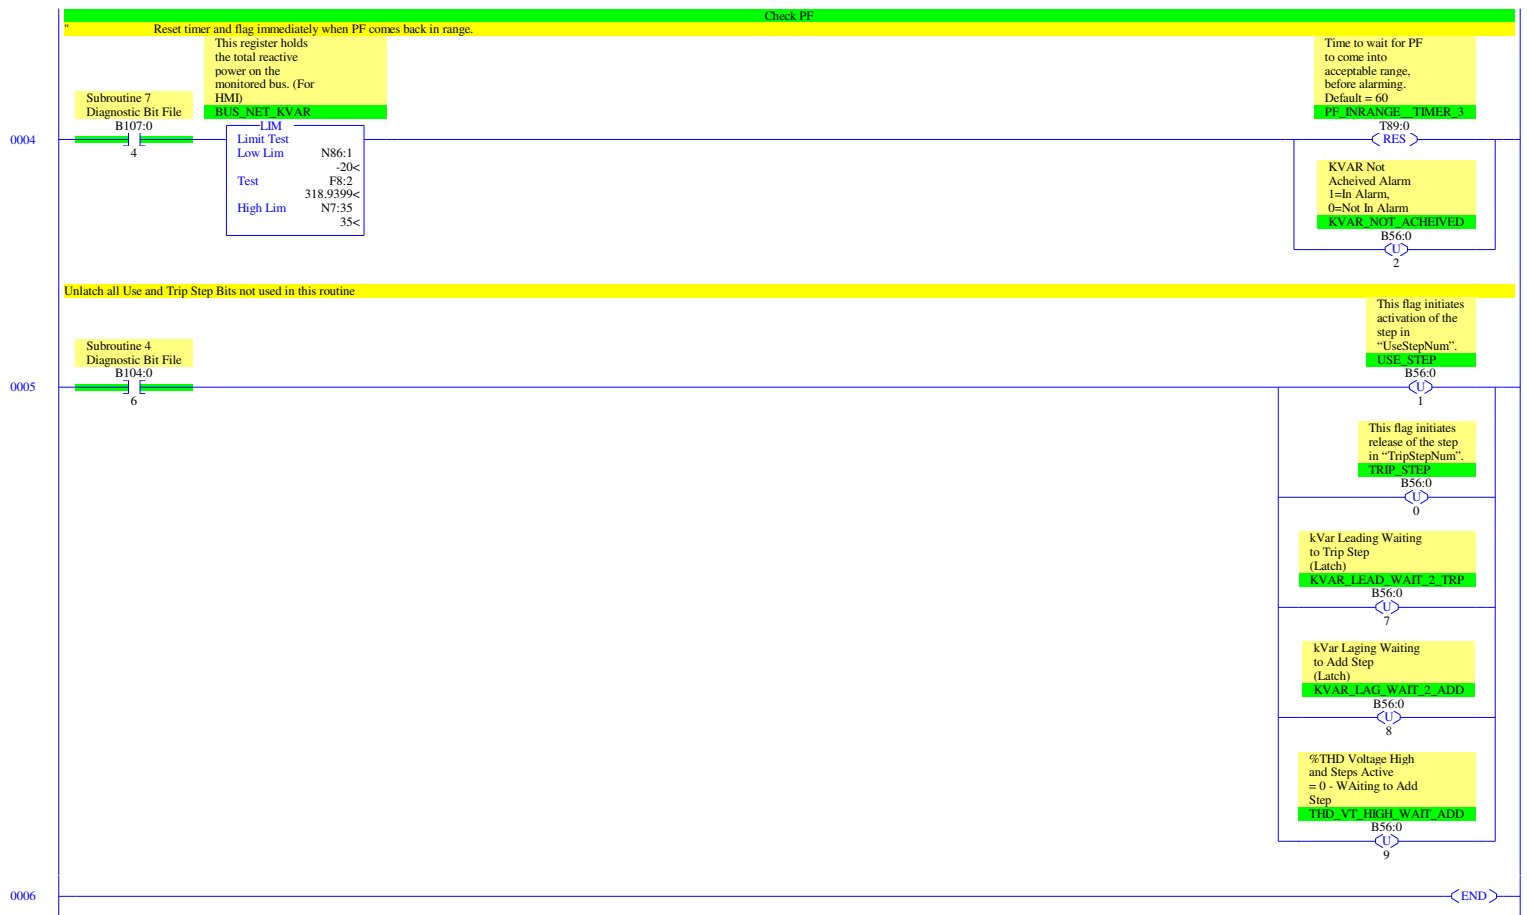 Check PF
" Reset timer and flag immediately when PF comes back in range.
This register holds
the total reactive
power on the
monitored bus. (For
HMI)
BUS_NET_KVAR
Time to wait for PF
to come into
acceptable range,
before alarming.
Default = 60
PF_INRANGE__TIMER_3
Subroutine 7
Diagnostic Bit File
B107:0
4
0004
LIM
Limit Test
Low Lim N86:1
-20<
Test F8:2
318.9399<
High Lim N7:35
35<
T89:0
RES
KVAR Not
Acheived Alarm
1=In Alarm,
0=Not In Alarm
KVAR_NOT_ACHEIVED
B56:0
U
2
Unlatch all Use and Trip Step Bits not used in this routine
This flag initiates
activation of the
step in
“UseStepNum”.
USE_STEP
Subroutine 4
Diagnostic Bit File
B104:0
6
0005
B56:0
U
1
This flag initiates
release of the step
in “TripStepNum”.
TRIP_STEP
B56:0
U
0
kVar Leading Waiting
to Trip Step
(Latch)
KVAR_LEAD_WAIT_2_TRP
B56:0
U
7
kVar Laging Waiting
to Add Step
(Latch)
KVAR_LAG_WAIT_2_ADD
B56:0
U
8
%THD Voltage High
and Steps Active
= 0 - WAiting to Add
Step
THD_VT_HIGH_WAIT_ADD
B56:0
U
9
0006
END